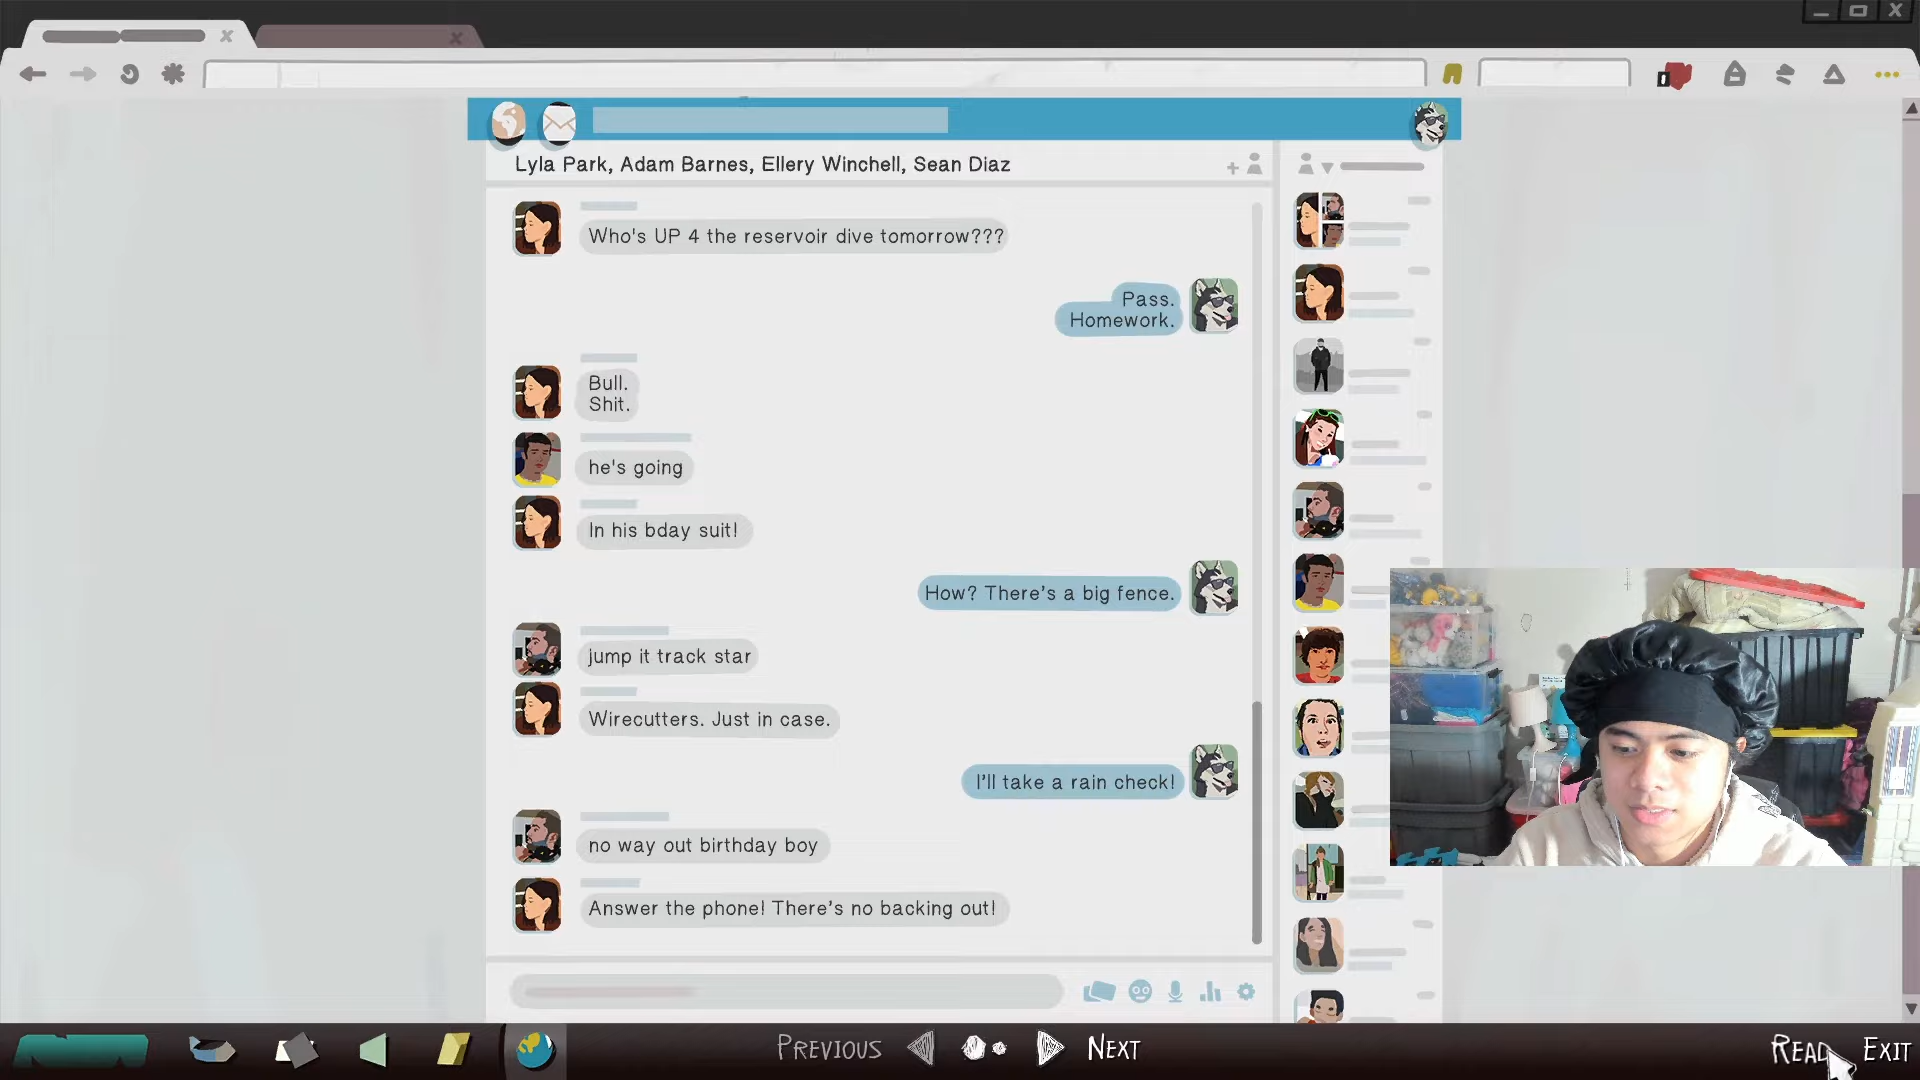 Lyla Park, Adam Barnes, Ellery Winchell, Sean Diaz
Who's UP 4 the reservoir dive tomorrow???
Pass.
Homework.
Bull.
Shit.
he's going
In his bday suit!
How? There's a big fence.
jump it track star
Wirecutters. Just in case.
I'll take a rain check!
no way out birthday boy
Answer the phone! There's no backing out!
PREVIOUS
NEXT
READ
EXIT